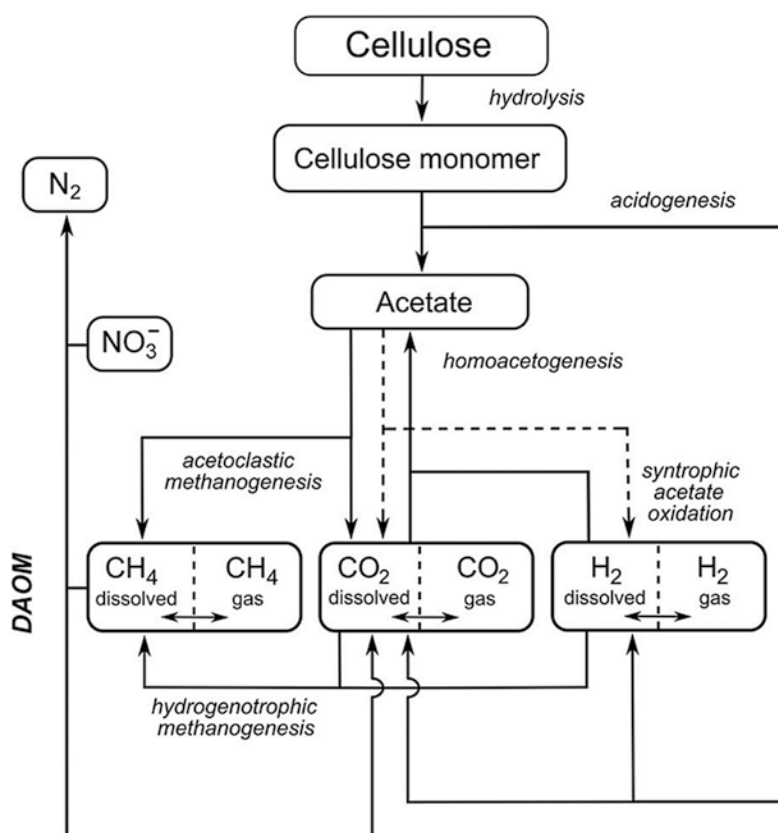 Cellulose
hydrolysis
Cellulose monomer
N₂
acidogenesis
Acetate
NO₃⁻
homoacetogenesis
acetoclastic
methanogenesis
syntrophic
acetate
oxidation
CH₄ CH₄
dissolved gas
CO₂ CO₂
dissolved gas
H₂ H₂
dissolved gas
DAOM
hydrogenotrophic
methanogenesis